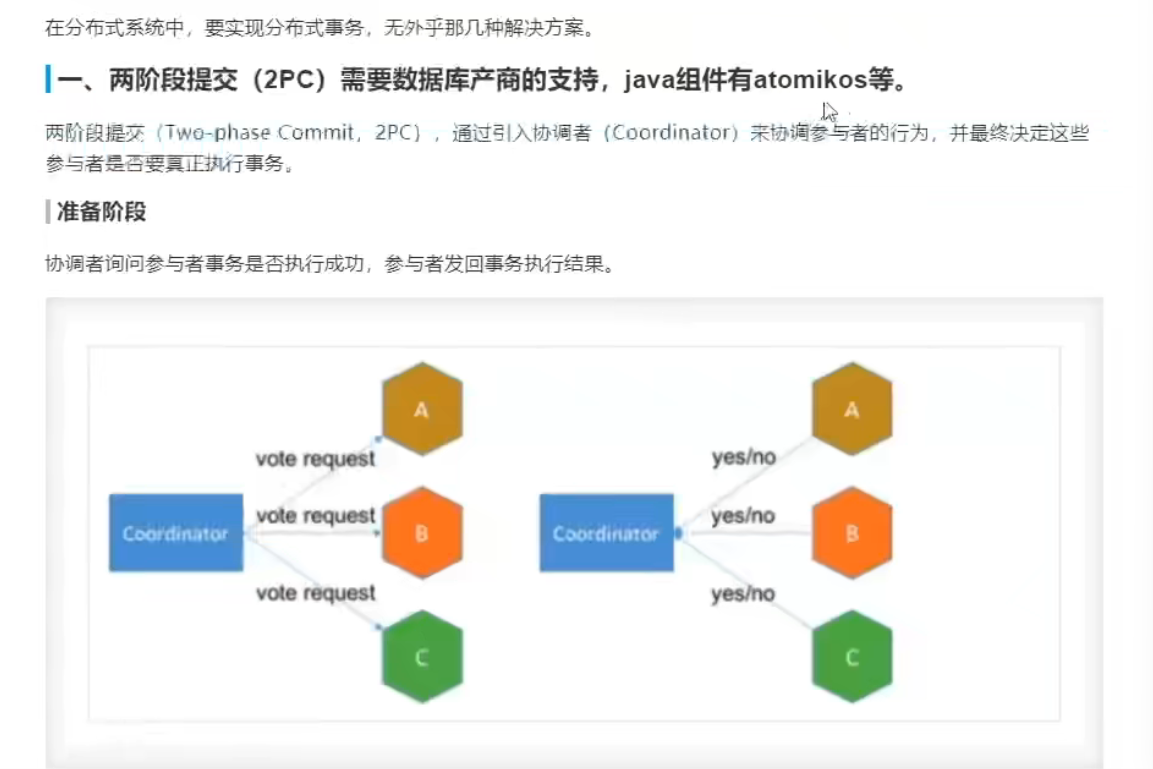 在分布式系统中，要实现分布式事务，无外乎那几种解决方案。
一、两阶段提交（2PC）需要数据库产商的支持，java组件有atomikos等。
两阶段提交（Two-phase Commit，2PC），通过引入协调者（Coordinator）来协调参与者的行为，并最终决定这些
参与者是否要真正执行事务。
准备阶段
协调者询问参与者事务是否执行成功，参与者发回事务执行结果。
A
A
vote request
yes/no
Coordinator
vote request
B
Coordinator
yes/no
B
vote request
yes/no
C
C